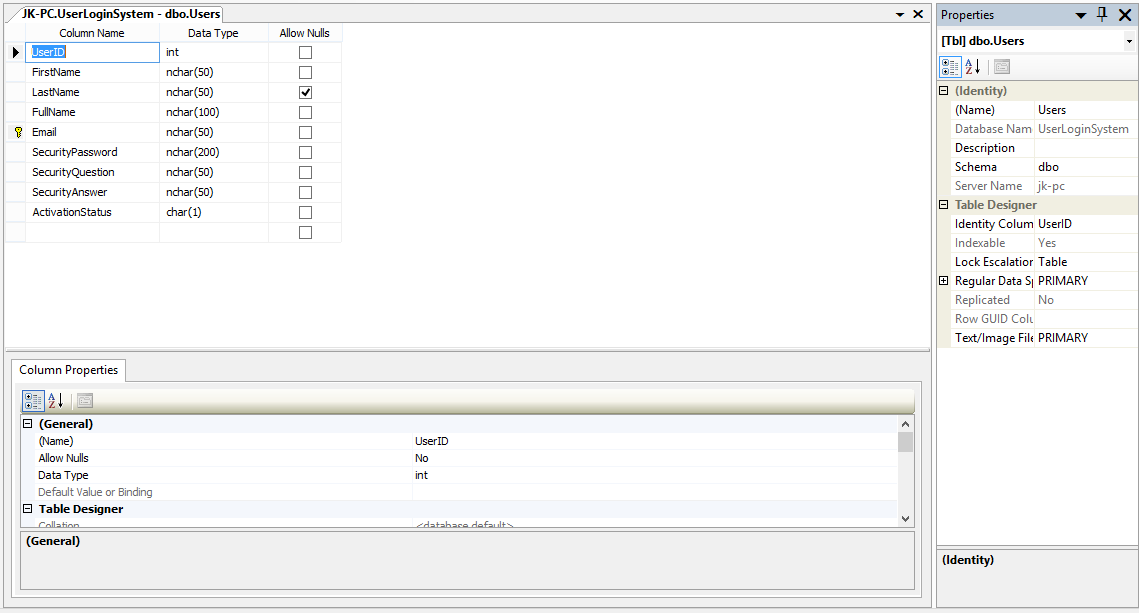 JK-PC.UserLoginSystem - dbo.Users
Column Name Data Type Allow Nulls
UserID int
FirstName nchar(50)
LastName nchar(50)
FullName nchar(100)
Email nchar(50)
SecurityPassword nchar(200)
SecurityQuestion nchar(50)
SecurityAnswer nchar(50)
ActivationStatus char(1)
Column Properties
(General)
(Name) UserID
Allow Nulls No
Data Type int
Default Value or Binding
Table Designer
Collation <database default>
(General)
Properties
[Tbl] dbo.Users
(Identity)
(Name) Users
Database Nam UserLoginSystem
Description
Schema dbo
Server Name jk-pc
Table Designer
Identity Colum UserID
Indexable Yes
Lock Escalation Table
Regular Data Sp PRIMARY
Replicated No
Row GUID Colu
Text/Image File PRIMARY
(Identity)